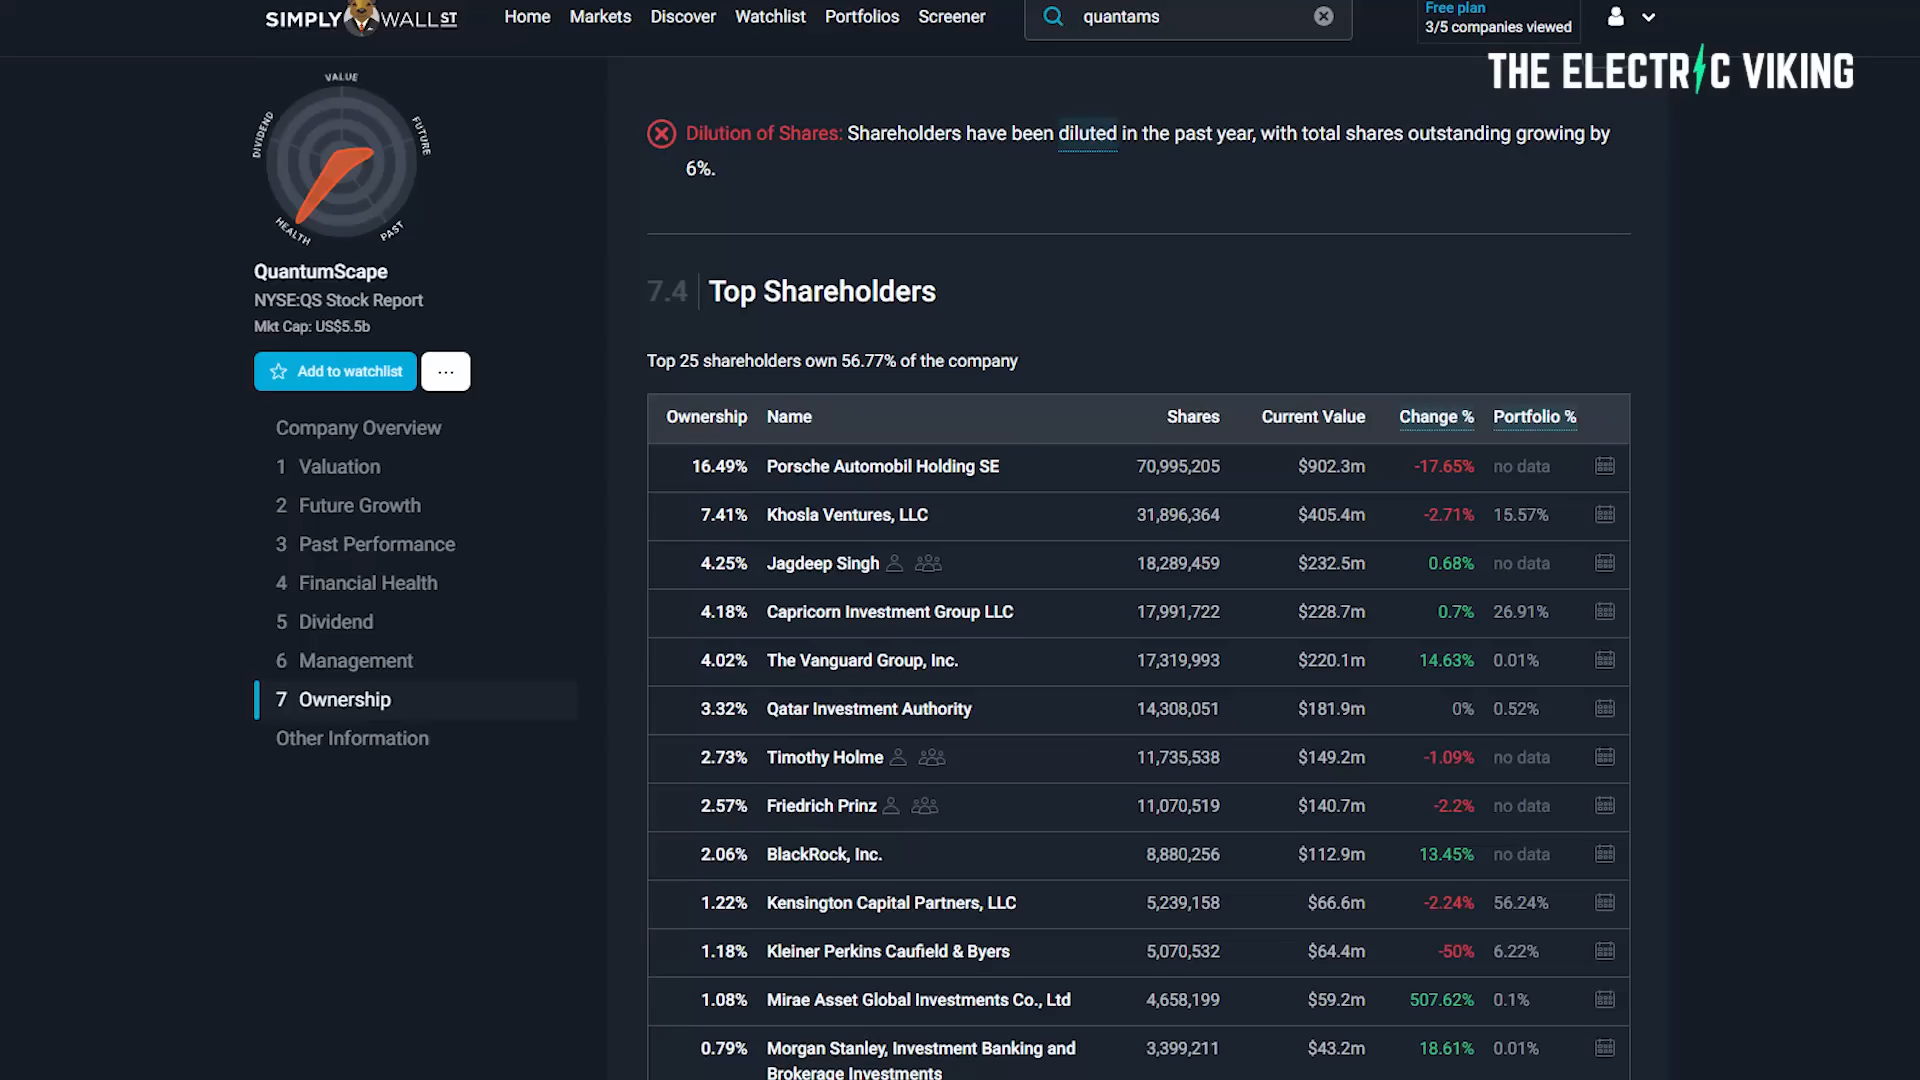 SIMPLY WALL ST
Home Markets Discover Watchlist Portfolios Screener
quantams
Free plan
3/5 companies viewed
THE ELECTRIC VIKING
VALUE
FUTURE
PAST
HEALTH
DIVIDEND
QuantumScape
NYSE:QS Stock Report
Mkt Cap: US$5.5b
Add to watchlist
...
Company Overview
1 Valuation
2 Future Growth
3 Past Performance
4 Financial Health
5 Dividend
6 Management
7 Ownership
Other Information
Dilution of Shares: Shareholders have been diluted in the past year, with total shares outstanding growing by
6%.
7.4 Top Shareholders
Top 25 shareholders own 56.77% of the company
Ownership Name Shares Current Value Change % Portfolio %
16.49% Porsche Automobil Holding SE 70,995,205 $902.3m -17.65% no data
7.41% Khosla Ventures, LLC 31,896,364 $405.4m -2.71% 15.57%
4.25% Jagdeep Singh 18,289,459 $232.5m 0.68% no data
4.18% Capricorn Investment Group LLC 17,991,722 $228.7m 0.7% 26.91%
4.02% The Vanguard Group, Inc. 17,319,993 $220.1m 14.63% 0.01%
3.32% Qatar Investment Authority 14,308,051 $181.9m 0% 0.52%
2.73% Timothy Holme 11,735,538 $149.2m -1.09% no data
2.57% Friedrich Prinz 11,070,519 $140.7m -2.2% no data
2.06% BlackRock, Inc. 8,880,256 $112.9m 13.45% no data
1.22% Kensington Capital Partners, LLC 5,239,158 $66.6m -2.24% 56.24%
1.18% Kleiner Perkins Caufield & Byers 5,070,532 $64.4m -50% 6.22%
1.08% Mirae Asset Global Investments Co., Ltd 4,658,199 $59.2m 507.62% 0.1%
0.79% Morgan Stanley, Investment Banking and 3,399,211 $43.2m 18.61% 0.01%
Brokerage Investments